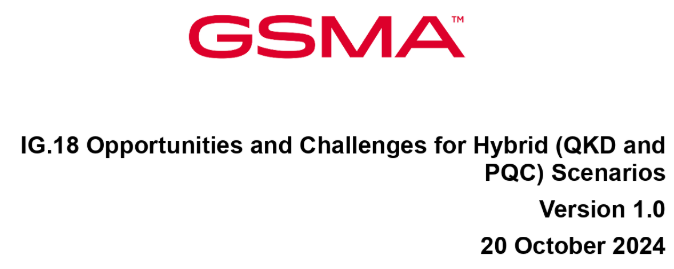 GSMA™
IG.18 Opportunities and Challenges for Hybrid (QKD and
PQC) Scenarios
Version 1.0
20 October 2024